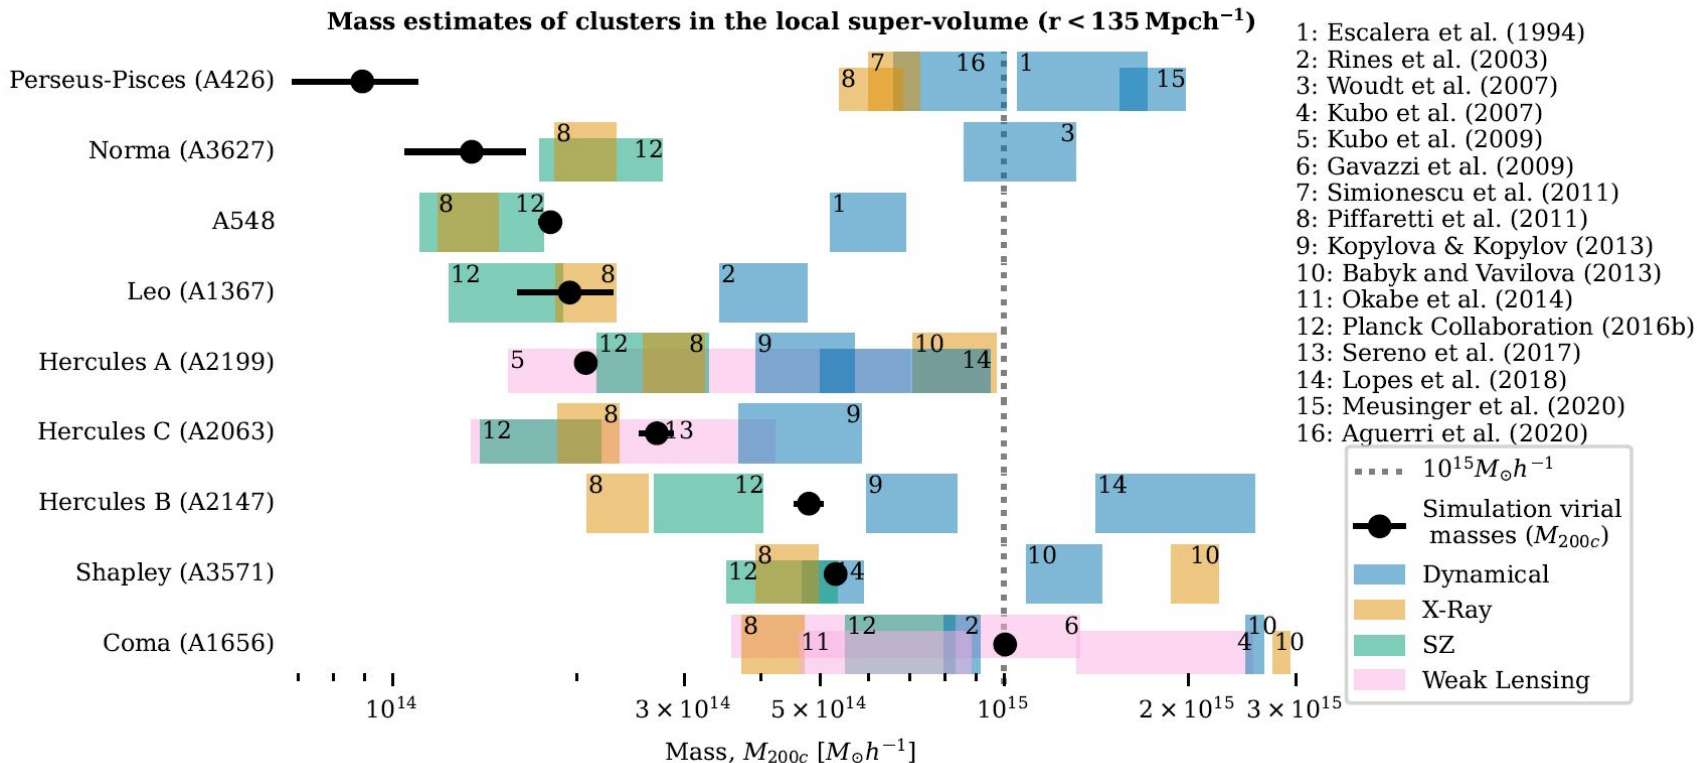 Mass estimates of clusters in the local super-volume (r < 135 Mpch⁻¹)
Perseus-Pisces (A426)
8
7
16
1
15
Norma (A3627)
8
12
3
A548
8
12
1
Leo (A1367)
12
8
2
Hercules A (A2199)
5
12
8
9
10
14
Hercules C (A2063)
12
8
13
9
Hercules B (A2147)
8
12
9
14
Shapley (A3571)
12
8
14
10
10
Coma (A1656)
8
11
12
2
6
4
10
10
10¹⁴
3 × 10¹⁴
5 × 10¹⁴
10¹⁵
2 × 10¹⁵
3 × 10¹⁵
Mass, M₂₀₀c [M⊙h⁻¹]
1: Escalera et al. (1994)
2: Rines et al. (2003)
3: Woudt et al. (2007)
4: Kubo et al. (2007)
5: Kubo et al. (2009)
6: Gavazzi et al. (2009)
7: Simionescu et al. (2011)
8: Piffaretti et al. (2011)
9: Kopylova & Kopylov (2013)
10: Babyk and Vavilova (2013)
11: Okabe et al. (2014)
12: Planck Collaboration (2016b)
13: Sereno et al. (2017)
14: Lopes et al. (2018)
15: Meusinger et al. (2020)
16: Aguerri et al. (2020)
10¹⁵M⊙h⁻¹
Simulation virial
masses (M₂₀₀c)
Dynamical
X-Ray
SZ
Weak Lensing